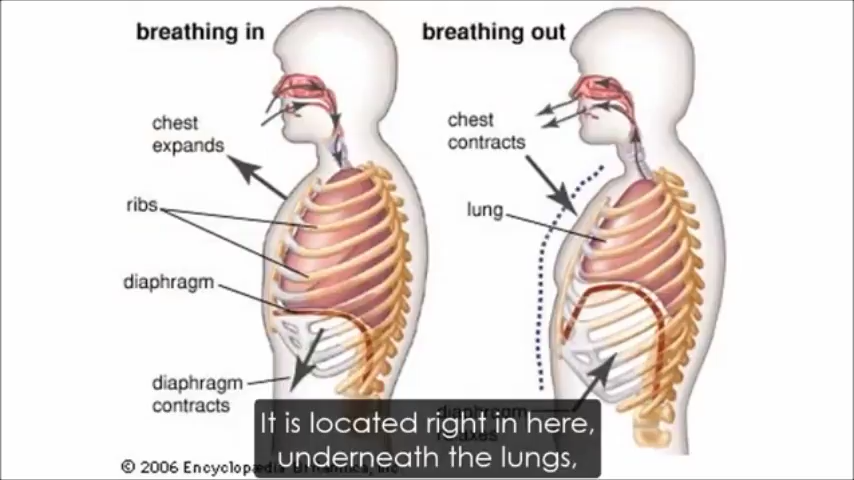 breathing in
breathing out
chest
expands
ribs
diaphragm
diaphragm
contracts
chest
contracts
lung
It is located right in here,
underneath the lungs,
© 2006 Encyclopædia